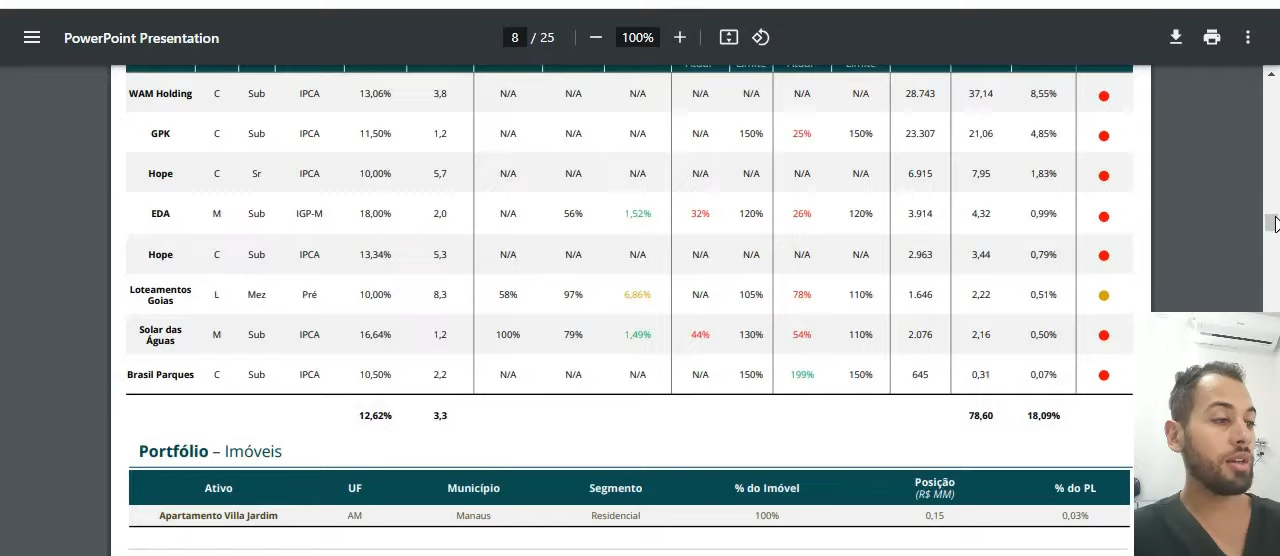 PowerPoint Presentation
8 / 25
100%
Atual Limite Atual Limite
WAM Holding C Sub IPCA 13,06% 3,8 N/A N/A N/A N/A N/A N/A N/A 28.743 37,14 8,55%
GPK C Sub IPCA 11,50% 1,2 N/A N/A N/A N/A 150% 25% 150% 23.307 21,06 4,85%
Hope C Sr IPCA 10,00% 5,7 N/A N/A N/A N/A N/A N/A N/A 6.915 7,95 1,83%
EDA M Sub IGP-M 18,00% 2,0 N/A 56% 1,52% 32% 120% 26% 120% 3.914 4,32 0,99%
Hope C Sub IPCA 13,34% 5,3 N/A N/A N/A N/A N/A N/A N/A 2.963 3,44 0,79%
Loteamentos
Goias L Mez Pré 10,00% 8,3 58% 97% 6,86% N/A 105% 78% 110% 1.646 2,22 0,51%
Solar das
Águas M Sub IPCA 16,64% 1,2 100% 79% 1,49% 44% 130% 54% 110% 2.076 2,16 0,50%
Brasil Parques C Sub IPCA 10,50% 2,2 N/A N/A N/A N/A 150% 199% 150% 645 0,31 0,07%
12,62% 3,3 78,60 18,09%
Portfólio – Imóveis
Ativo UF Município Segmento % do Imóvel Posição (R$ MM) % do PL
Apartamento Villa Jardim AM Manaus Residencial 100% 0,15 0,03%